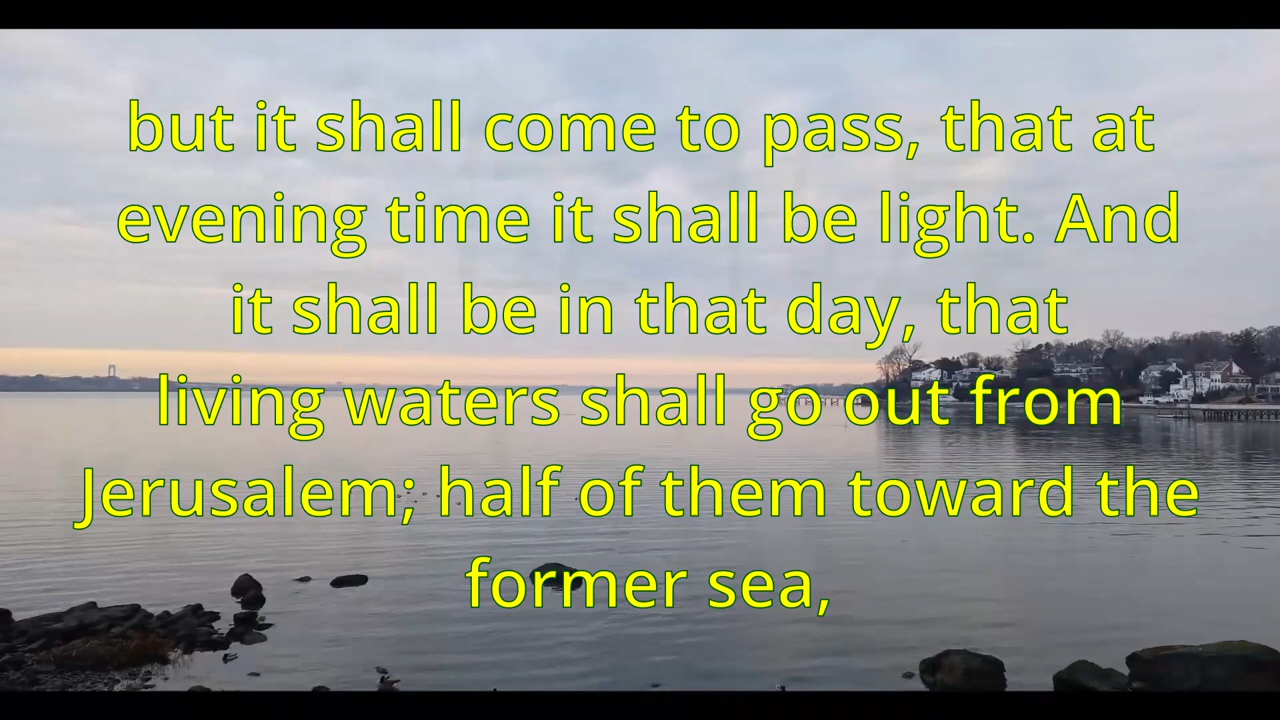 but it shall come to pass, that at
evening time it shall be light. And
it shall be in that day, that
living waters shall go out from
Jerusalem; half of them toward the
former sea,